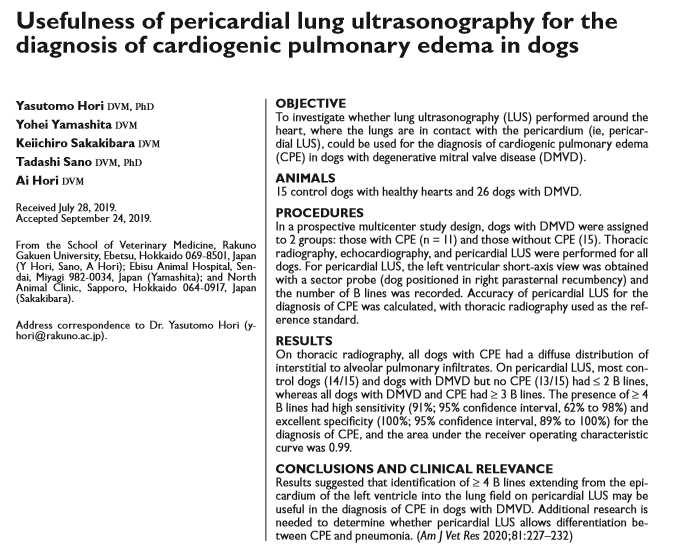 Usefulness of pericardial lung ultrasonography for the
diagnosis of cardiogenic pulmonary edema in dogs
Yasutomo Hori DVM, PhD
Yohei Yamashita DVM
Keiichiro Sakakibara DVM
Tadashi Sano DVM, PhD
Ai Hori DVM
Received July 28, 2019.
Accepted September 24, 2019.
From the School of Veterinary Medicine, Rakuno
Gakuen University, Ebetsu, Hokkaido 069-8501, Japan
(Y Hori, Sano, A Hori); Ebisu Animal Hospital, Sen-
dai, Miyagi 982-0034, Japan (Yamashita); and North
Animal Clinic, Sapporo, Hokkaido 064-0917, Japan
(Sakakibara).
Address correspondence to Dr. Yasutomo Hori (y-
hori@rakuno.ac.jp).
OBJECTIVE
To investigate whether lung ultrasonography (LUS) performed around the
heart, where the lungs are in contact with the pericardium (ie, pericar-
dial LUS), could be used for the diagnosis of cardiogenic pulmonary edema
(CPE) in dogs with degenerative mitral valve disease (DMVD).
ANIMALS
15 control dogs with healthy hearts and 26 dogs with DMVD.
PROCEDURES
In a prospective multicenter study design, dogs with DMVD were assigned
to 2 groups: those with CPE (n = 11) and those without CPE (15). Thoracic
radiography, echocardiography, and pericardial LUS were performed for all
dogs. For pericardial LUS, the left ventricular short-axis view was obtained
with a sector probe (dog positioned in right parasternal recumbency) and
the number of B lines was recorded. Accuracy of pericardial LUS for the
diagnosis of CPE was calculated, with thoracic radiography used as the ref-
erence standard.
RESULTS
On thoracic radiography, all dogs with CPE had a diffuse distribution of
interstitial to alveolar pulmonary infiltrates. On pericardial LUS, most con-
trol dogs (14/15) and dogs with DMVD but no CPE (13/15) had ≤ 2 B lines,
whereas all dogs with DMVD and CPE had ≥ 3 B lines. The presence of ≥ 4
B lines had high sensitivity (91%; 95% confidence interval, 62% to 98%) and
excellent specificity (100%; 95% confidence interval, 89% to 100%) for the
diagnosis of CPE, and the area under the receiver operating characteristic
curve was 0.99.
CONCLUSIONS AND CLINICAL RELEVANCE
Results suggested that identification of ≥ 4 B lines extending from the epi-
cardium of the left ventricle into the lung field on pericardial LUS may be
useful in the diagnosis of CPE in dogs with DMVD. Additional research is
needed to determine whether pericardial LUS allows differentiation be-
tween CPE and pneumonia. (Am J Vet Res 2020;81:227–232)